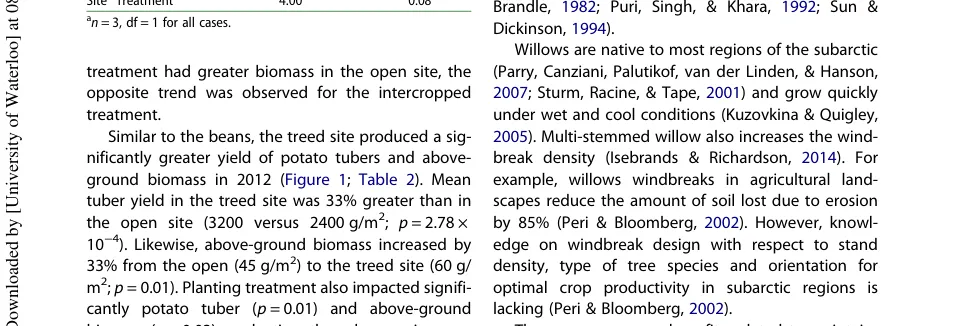 Downloaded by [University of Waterloo] at 08
Site * Treatment 4.00 0.08
ᵃn = 3, df = 1 for all cases.
treatment had greater biomass in the open site, the
opposite trend was observed for the intercropped
treatment.
Similar to the beans, the treed site produced a sig-
nificantly greater yield of potato tubers and above-
ground biomass in 2012 (Figure 1; Table 2). Mean
tuber yield in the treed site was 33% greater than in
the open site (3200 versus 2400 g/m²; p = 2.78 ×
10⁻⁴). Likewise, above-ground biomass increased by
33% from the open (45 g/m²) to the treed site (60 g/
m²; p = 0.01). Planting treatment also impacted signifi-
cantly potato tuber (p = 0.01) and above-ground
Brandle, 1982; Puri, Singh, & Khara, 1992; Sun &
Dickinson, 1994).
Willows are native to most regions of the subarctic
(Parry, Canziani, Palutikof, van der Linden, & Hanson,
2007; Sturm, Racine, & Tape, 2001) and grow quickly
under wet and cool conditions (Kuzovkina & Quigley,
2005). Multi-stemmed willow also increases the wind-
break density (Isebrands & Richardson, 2014). For
example, willows windbreaks in agricultural land-
scapes reduce the amount of soil lost due to erosion
by 85% (Peri & Bloomberg, 2002). However, knowl-
edge on windbreak design with respect to stand
density, type of tree species and orientation for
optimal crop productivity in subarctic regions is
lacking (Peri & Bloomberg, 2002).